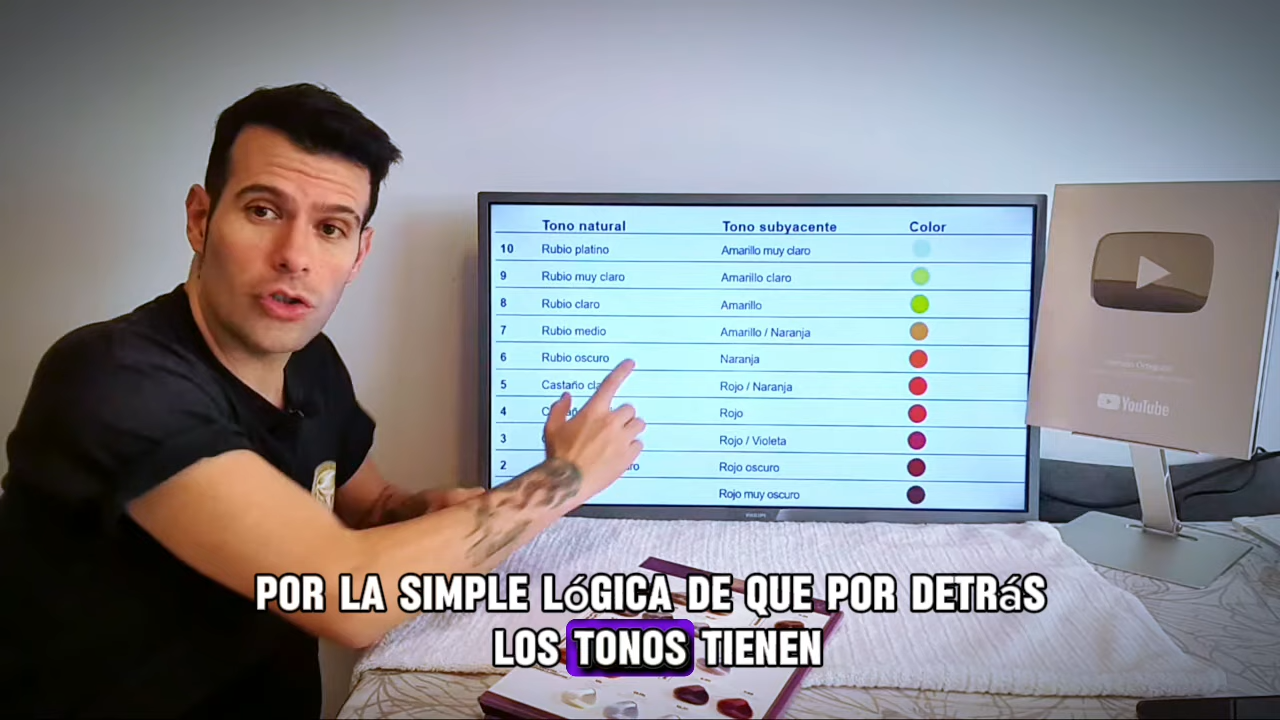 Tono natural Tono subyacente Color
10 Rubio platino Amarillo muy claro
9 Rubio muy claro Amarillo claro
8 Rubio claro Amarillo
7 Rubio medio Amarillo / Naranja
6 Rubio oscuro Naranja
5 Castaño Rojo / Naranja
4 Rojo
3 Rojo / Violeta
2 Rojo oscuro
Rojo muy oscuro
YouTube
POR LA SIMPLE LóGICA DE QUE POR DETRáS
LOS TONOS TIENEN